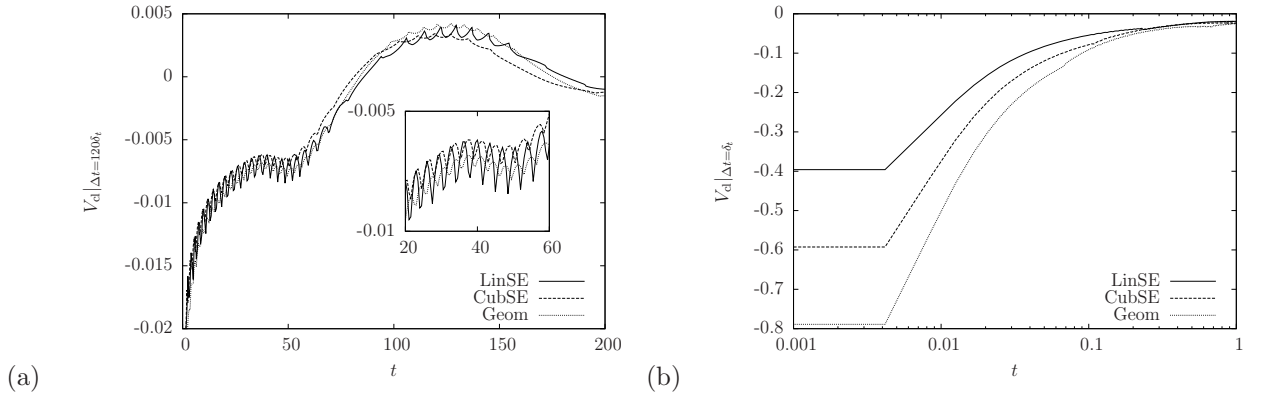 0.005
0
-0.005
-0.01
-0.015
-0.02
V_cl|_Δt=120δ_t
0 50 100 150 200
t
-0.005
-0.01
20 40 60
LinSE
CubSE
Geom
(a)
0
-0.1
-0.2
-0.3
-0.4
-0.5
-0.6
-0.7
-0.8
V_cl|_Δt=δ_t
0.001 0.01 0.1 1
t
LinSE
CubSE
Geom
(b)